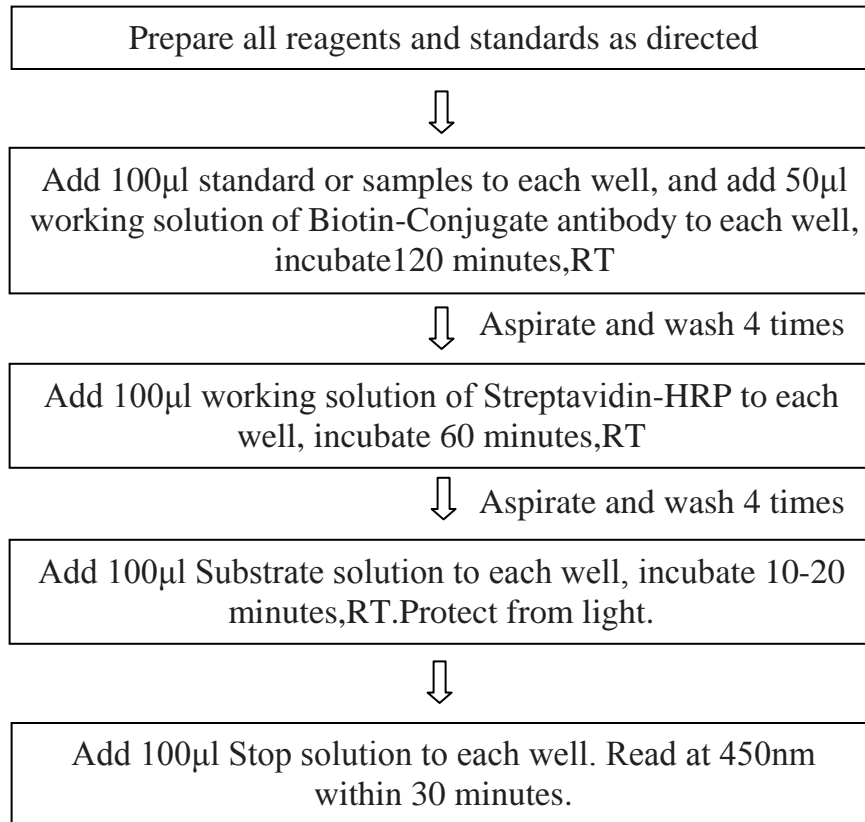 Prepare all reagents and standards as directed
Add 100μl standard or samples to each well, and add 50μl
working solution of Biotin-Conjugate antibody to each well,
incubate120 minutes,RT
Aspirate and wash 4 times
Add 100μl working solution of Streptavidin-HRP to each
well, incubate 60 minutes,RT
Aspirate and wash 4 times
Add 100μl Substrate solution to each well, incubate 10-20
minutes,RT.Protect from light.
Add 100μl Stop solution to each well. Read at 450nm
within 30 minutes.